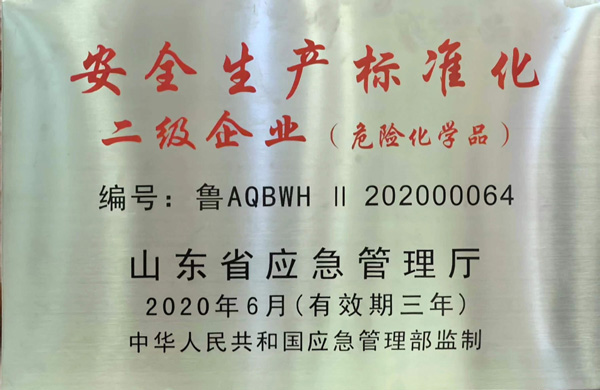 安全生产标准化
二级企业（危险化学品）
编号：鲁AQBWH Ⅱ 202000064
山东省应急管理厅
2020年6月(有效期三年)
中华人民共和国应急管理部监制